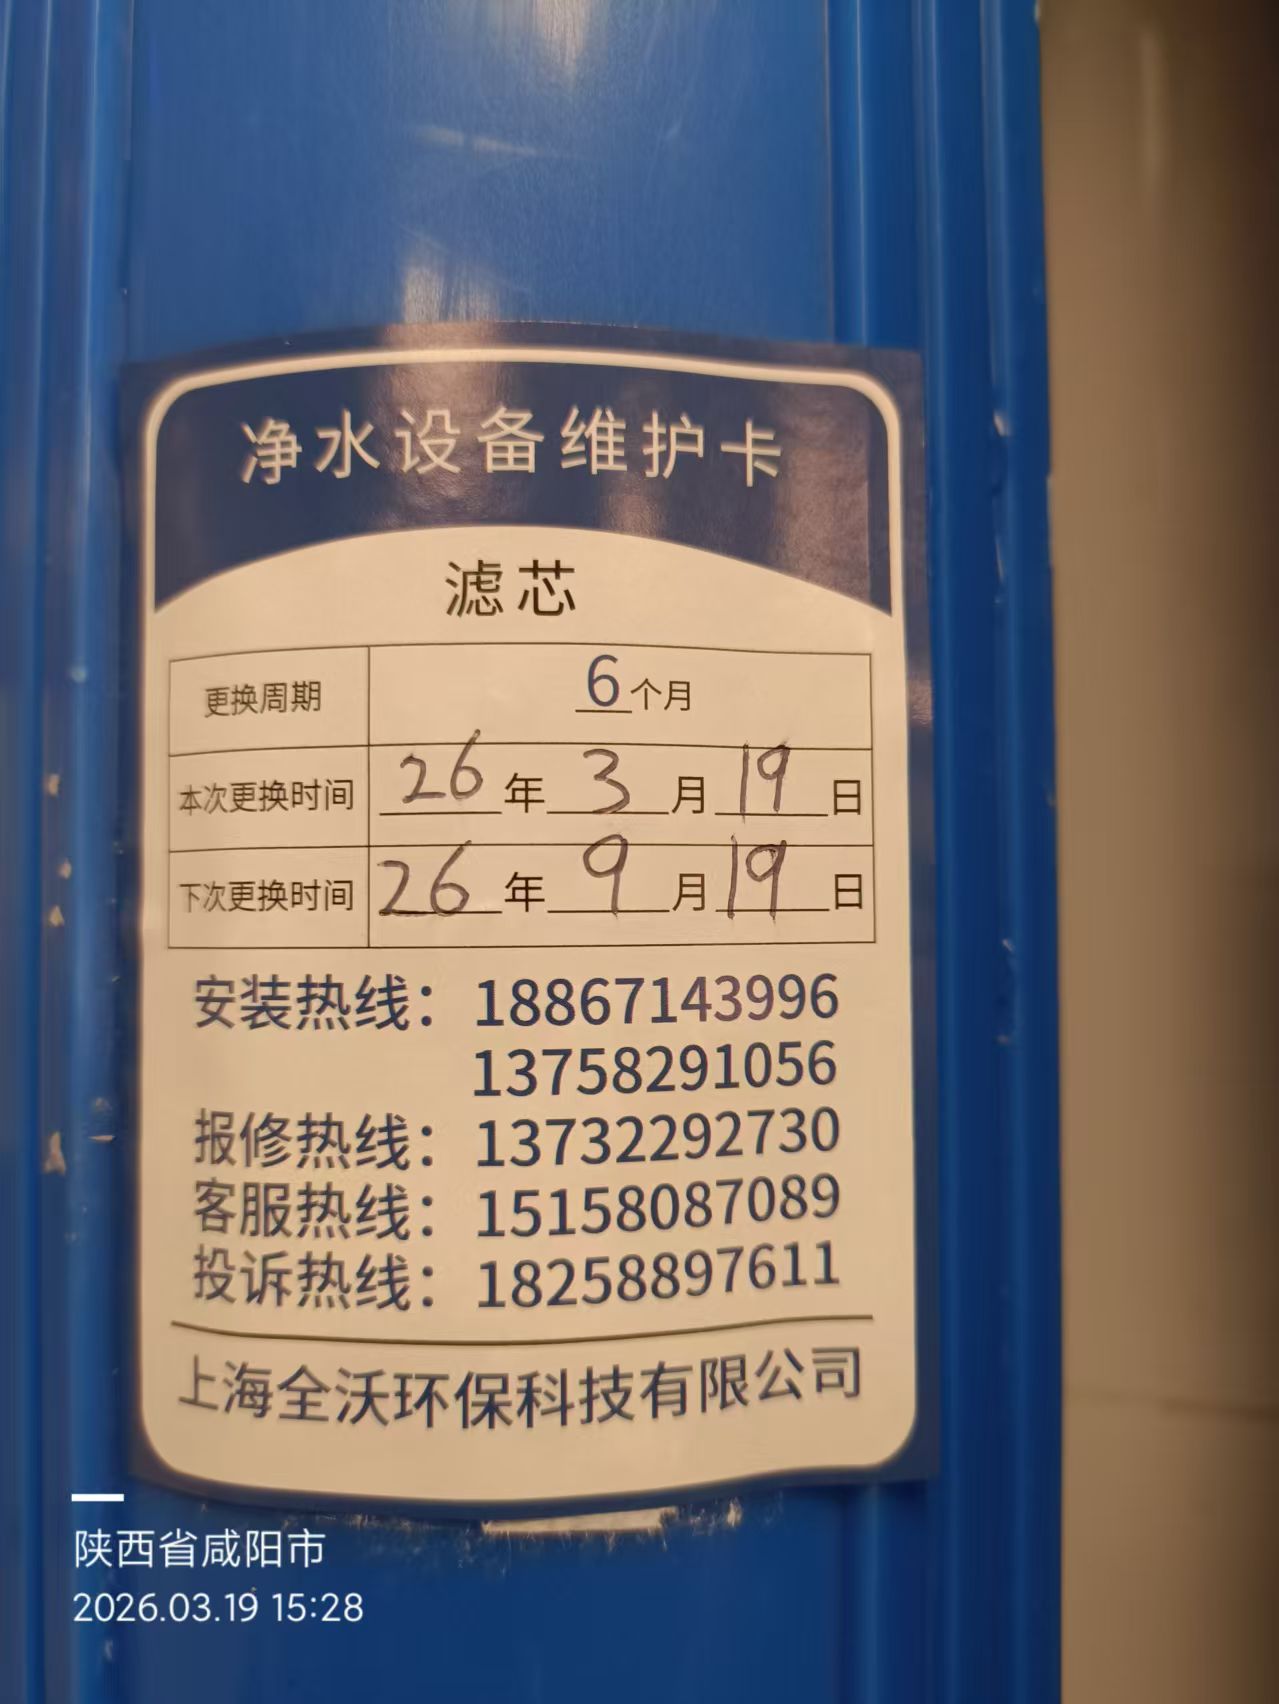 净水设备维护卡
滤芯
更换周期 6个月
本次更换时间 26年3月19日
下次更换时间 26年9月19日
安装热线：18867143996
13758291056
报修热线：13732292730
客服热线：15158087089
投诉热线：18258897611
上海全沃环保科技有限公司
陕西省咸阳市
2026.03.19 15:28